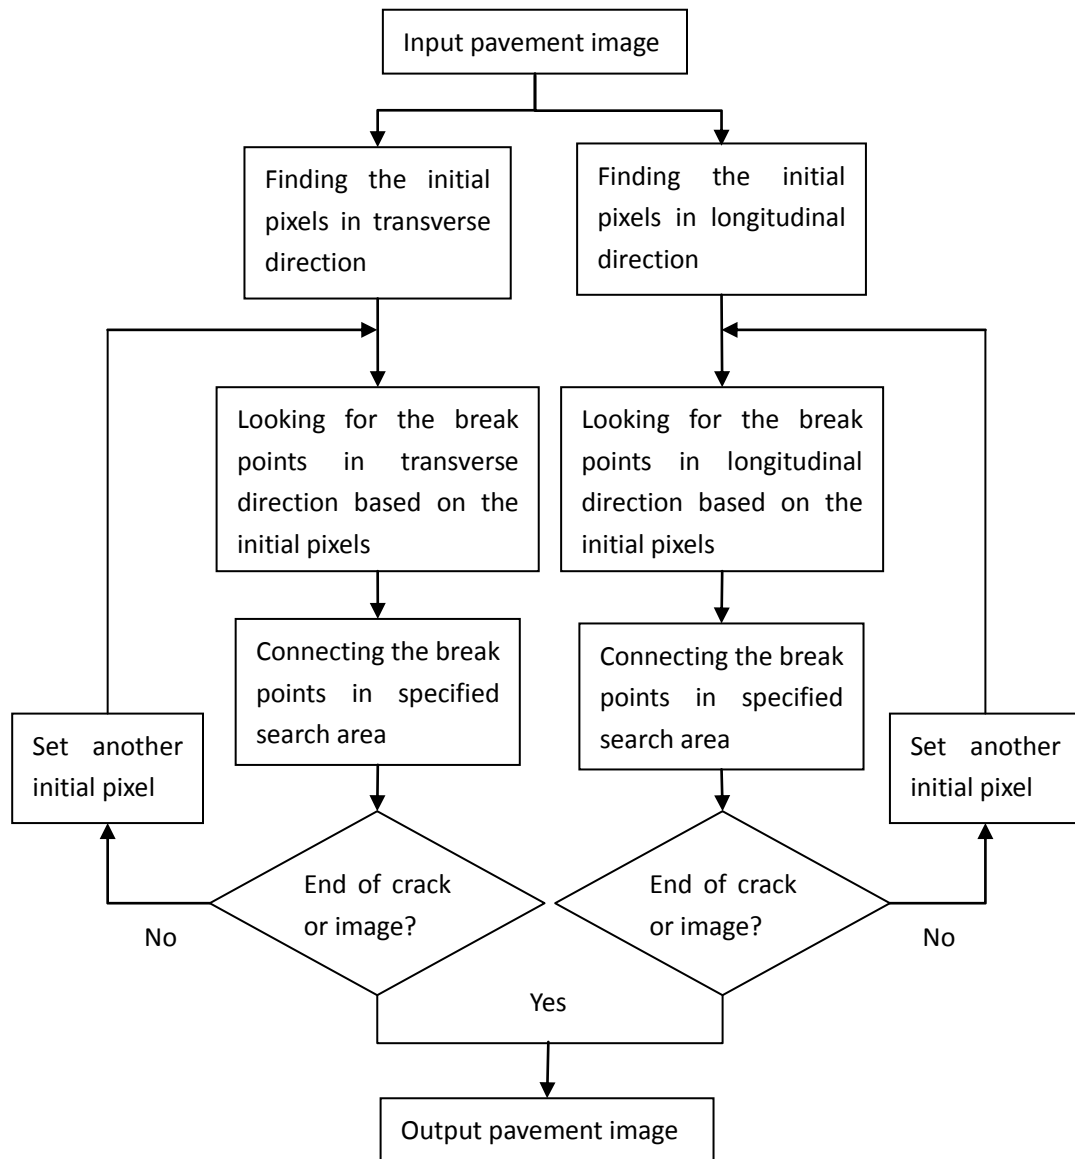 Input pavement image
Finding the initial
pixels in transverse
direction
Finding the initial
pixels in longitudinal
direction
Looking for the break
points in transverse
direction based on the
initial pixels
Looking for the break
points in longitudinal
direction based on the
initial pixels
Connecting the break
points in specified
search area
Connecting the break
points in specified
search area
Set another
initial pixel
Set another
initial pixel
End of crack
or image?
End of crack
or image?
No
No
Yes
Output pavement image